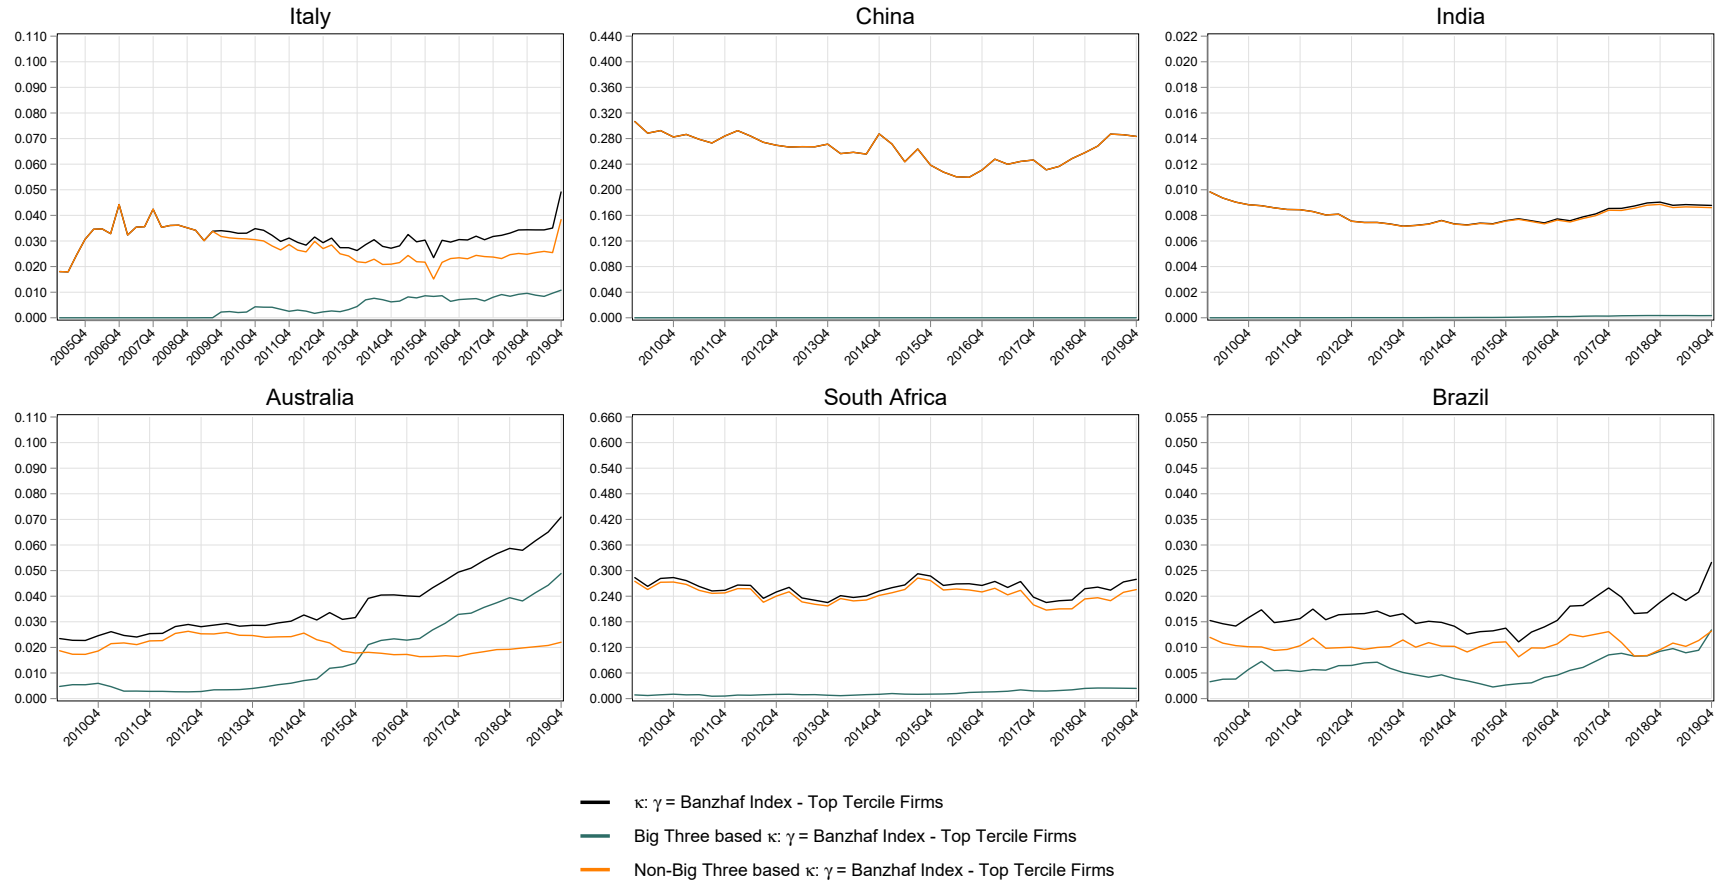 Italy
0.110
0.100
0.090
0.080
0.070
0.060
0.050
0.040
0.030
0.020
0.010
0.000
2005Q4
2006Q4
2007Q4
2008Q4
2009Q4
2010Q4
2011Q4
2012Q4
2013Q4
2014Q4
2015Q4
2016Q4
2017Q4
2018Q4
2019Q4
China
0.440
0.400
0.360
0.320
0.280
0.240
0.200
0.160
0.120
0.080
0.040
0.000
2010Q4
2011Q4
2012Q4
2013Q4
2014Q4
2015Q4
2016Q4
2017Q4
2018Q4
2019Q4
India
0.022
0.020
0.018
0.016
0.014
0.012
0.010
0.008
0.006
0.004
0.002
0.000
2010Q4
2011Q4
2012Q4
2013Q4
2014Q4
2015Q4
2016Q4
2017Q4
2018Q4
2019Q4
Australia
0.110
0.100
0.090
0.080
0.070
0.060
0.050
0.040
0.030
0.020
0.010
0.000
2010Q4
2011Q4
2012Q4
2013Q4
2014Q4
2015Q4
2016Q4
2017Q4
2018Q4
2019Q4
South Africa
0.660
0.600
0.540
0.480
0.420
0.360
0.300
0.240
0.180
0.120
0.060
0.000
2010Q4
2011Q4
2012Q4
2013Q4
2014Q4
2015Q4
2016Q4
2017Q4
2018Q4
2019Q4
Brazil
0.055
0.050
0.045
0.040
0.035
0.030
0.025
0.020
0.015
0.010
0.005
0.000
2010Q4
2011Q4
2012Q4
2013Q4
2014Q4
2015Q4
2016Q4
2017Q4
2018Q4
2019Q4
κ: γ = Banzhaf Index - Top Tercile Firms
Big Three based κ: γ = Banzhaf Index - Top Tercile Firms
Non-Big Three based κ: γ = Banzhaf Index - Top Tercile Firms